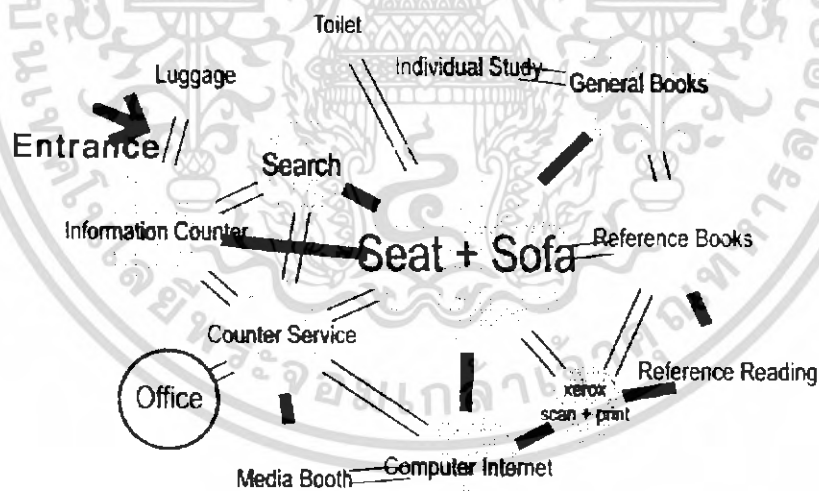 Toilet
Individual Study
General Books
Luggage
Entrance
Search
Information Counter
Seat + Sofa
Reference Books
Counter Service
Office
Reference Reading
xerox
scan + print
Computer Internet
Media Booth